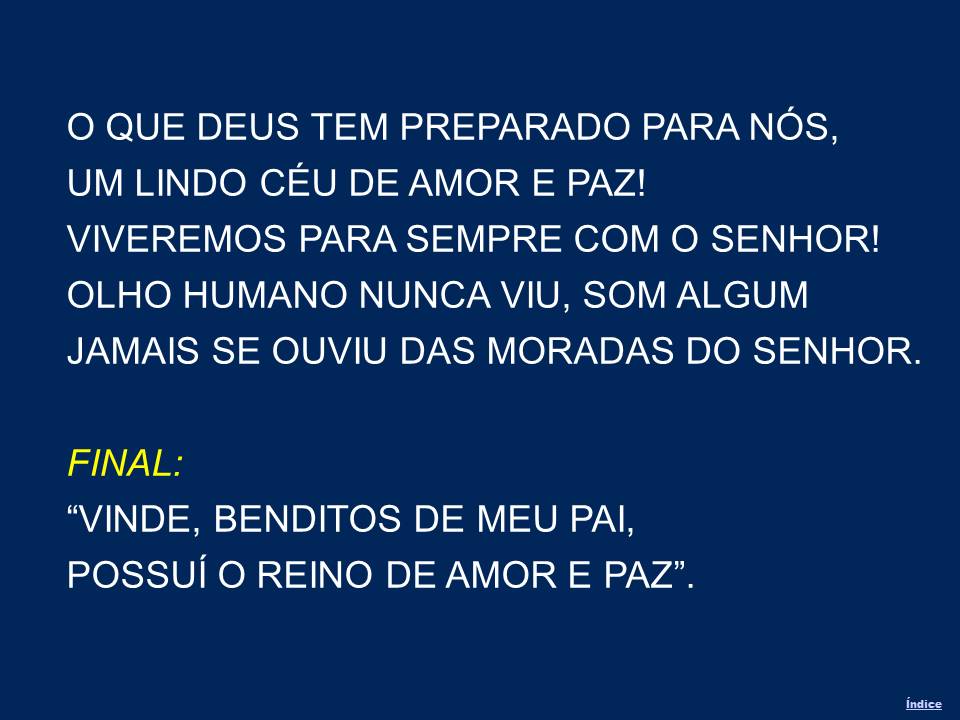 O QUE DEUS TEM PREPARADO PARA NÓS,
UM LINDO CÉU DE AMOR E PAZ!
VIVEREMOS PARA SEMPRE COM O SENHOR!
OLHO HUMANO NUNCA VIU, SOM ALGUM
JAMAIS SE OUVIU DAS MORADAS DO SENHOR.
FINAL:
“VINDE, BENDITOS DE MEU PAI,
POSSUÍ O REINO DE AMOR E PAZ”.
Índice